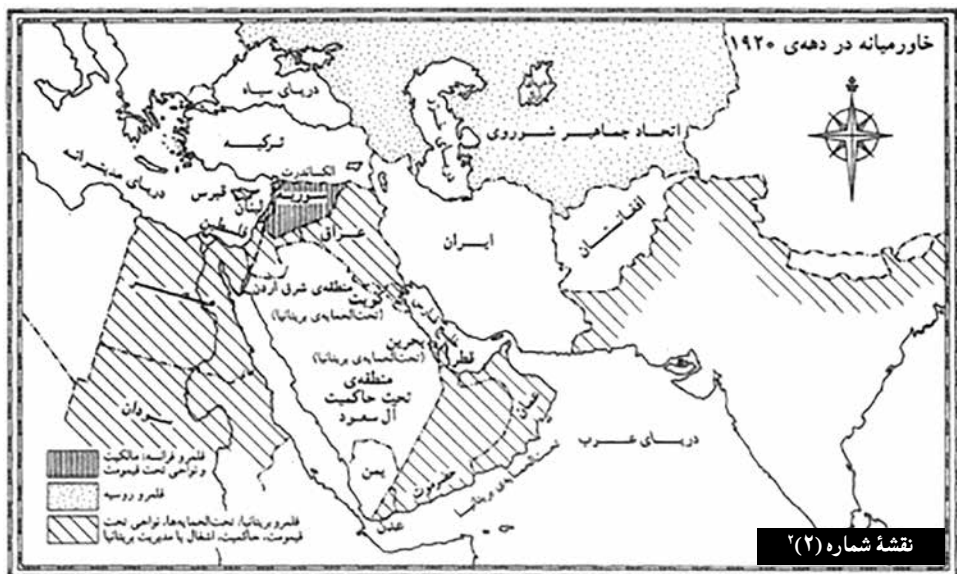 خاورمیانه در دهه‌ی ۱۹۲۰
دریای سیاه
اتحاد جماهیر شوروی
ترکیه
دریای مدیترانه
اسکاندرت
قبرس
سوریه
لبنان
عراق
ایران
افغانستان
منطقه‌ی شرق اردن
کویت
(تحت‌الحمایه‌ی بریتانیا)
بحرین
(تحت‌الحمایه‌ی بریتانیا)
قطر
منطقه‌ی
تحت حاکمیت
آل سعود
عمان
سودان
دریای عرب
یمن
حضرموت
عدن
قلمرو فرانسه: مالکیت
و نواحی تحت قیمومت
قلمرو روسیه
قلمرو بریتانیا: تحت‌الحمایه‌ها، نواحی تحت
قیمومت، حاکمیت، اشغال یا مدیریت بریتانیا
نقشهٔ شماره (۲)۲